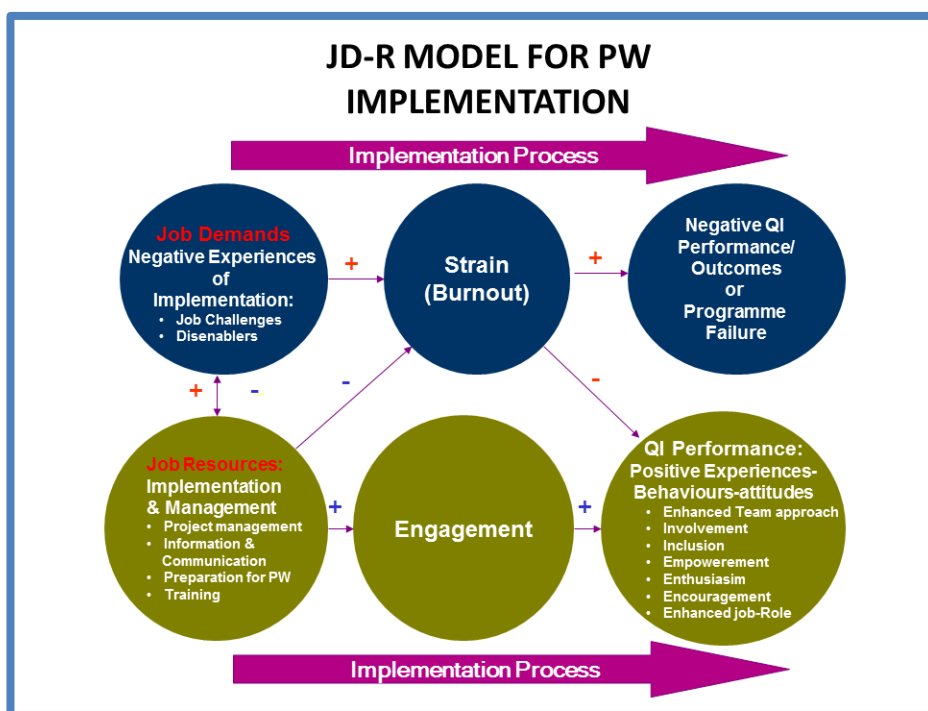 JD-R MODEL FOR PW
IMPLEMENTATION
Implementation Process
Job Demands
Negative Experiences
of
Implementation:
• Job Challenges
• Disenablers
+
Strain
(Burnout)
+
Negative QI
Performance/
Outcomes
or
Programme
Failure
+
-
-
-
Job Resources:
Implementation
& Management
• Project management
• Information &
Communication
• Preparation for PW
• Training
+
Engagement
+
QI Performance:
Positive Experiences-
Behaviours-attitudes
• Enhanced Team approach
• Involvement
• Inclusion
• Empowerement
• Enthusiasim
• Encouragement
• Enhanced job-Role
Implementation Process